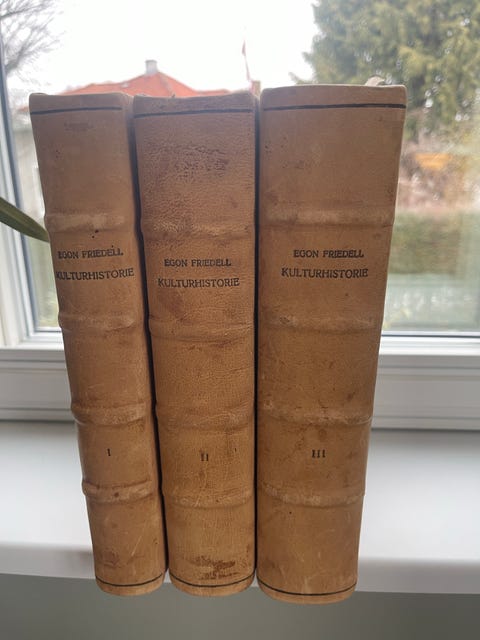 EGON FRIEDELL
KULTURHISTORIE
I
EGON FRIEDELL
KULTURHISTORIE
II
EGON FRIEDELL
KULTURHISTORIE
III